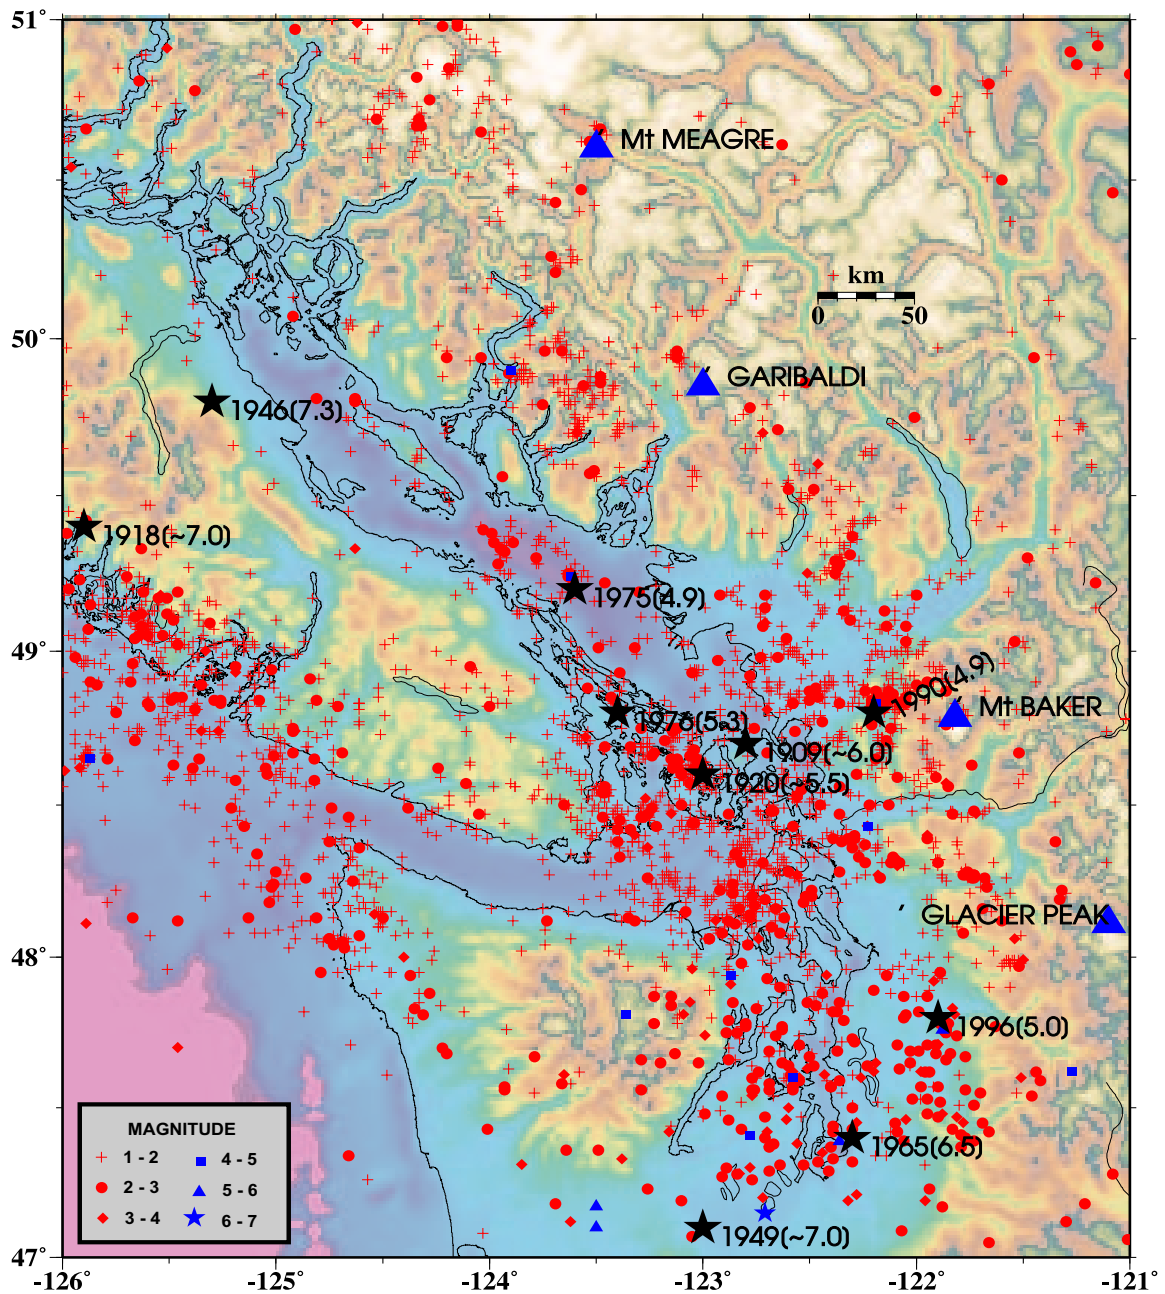 51°
Mt MEAGRE
km
0 50
50°
GARIBALDI
1946(7.3)
1918(~7.0)
1975(4.9)
49°
1990(4.9)
Mt BAKER
1976(5.3)
1909(~6.0)
1920(~5.5)
GLACIER PEAK
48°
1996(5.0)
MAGNITUDE
1 - 2 4 - 5
2 - 3 5 - 6
3 - 4 6 - 7
1965(6.5)
1949(~7.0)
47°
-126° -125° -124° -123° -122° -121°